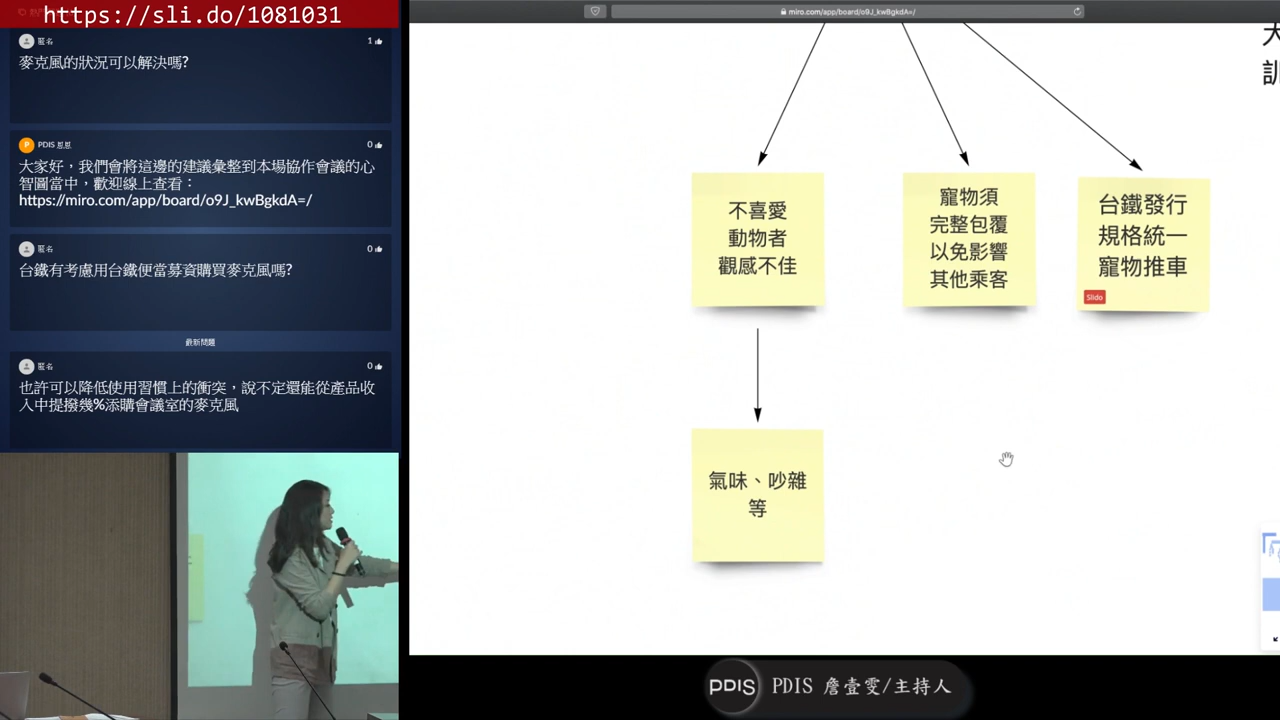 https://sli.do/1081031
匿名
1
麥克風的狀況可以解決嗎?
P
PDIS 恩恩
0
大家好，我們會將這邊的建議彙整到本場協作會議的心
智圖當中，歡迎線上查看：
https://miro.com/app/board/o9J_kwBgkdA=/
匿名
0
台鐵有考慮用台鐵便當募資購買麥克風嗎?
最新問題
匿名
0
也許可以降低使用習慣上的衝突，說不定還能從產品收
入中提撥幾%添購會議室的麥克風
miro.com/app/board/o9J_kwBgkdA=/
不喜愛
動物者
觀感不佳
寵物須
完整包覆
以免影響
其他乘客
台鐵發行
規格統一
寵物推車
Slido
氣味、吵雜
等
PDIS
PDIS 詹壹雯/主持人